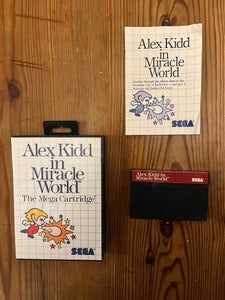 Alex Kidd
in
Miracle
World
SEGA
Alex Kidd
in
Miracle
World
The Mega Cartridge
SEGA
Alex Kidd in
Miracle World™